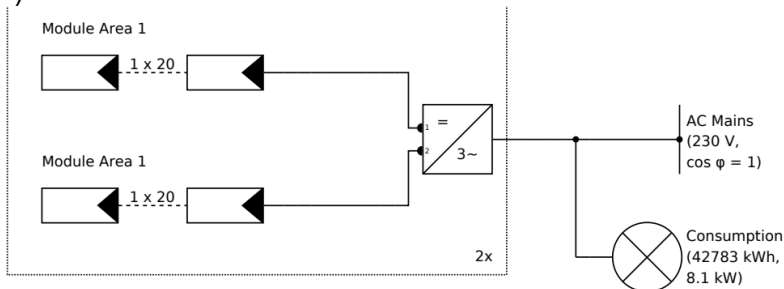 Module Area 1
1 x 20
1
=
3~
2
Module Area 1
1 x 20
2x
AC Mains
(230 V,
cos φ = 1)
Consumption
(42783 kWh,
8.1 kW)